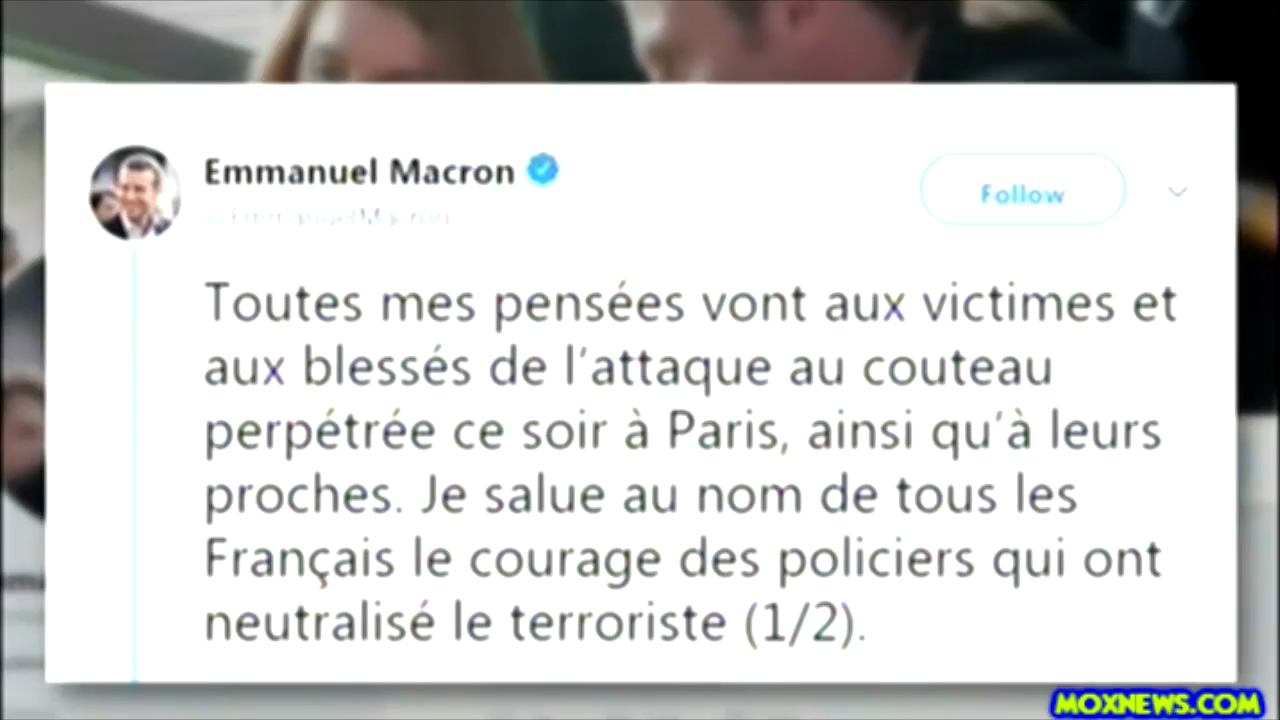 Emmanuel Macron
@EmmanuelMacron
Follow
Toutes mes pensées vont aux victimes et
aux blessés de l'attaque au couteau
perpétrée ce soir à Paris, ainsi qu'à leurs
proches. Je salue au nom de tous les
Français le courage des policiers qui ont
neutralisé le terroriste (1/2).
MOXNEWS.COM